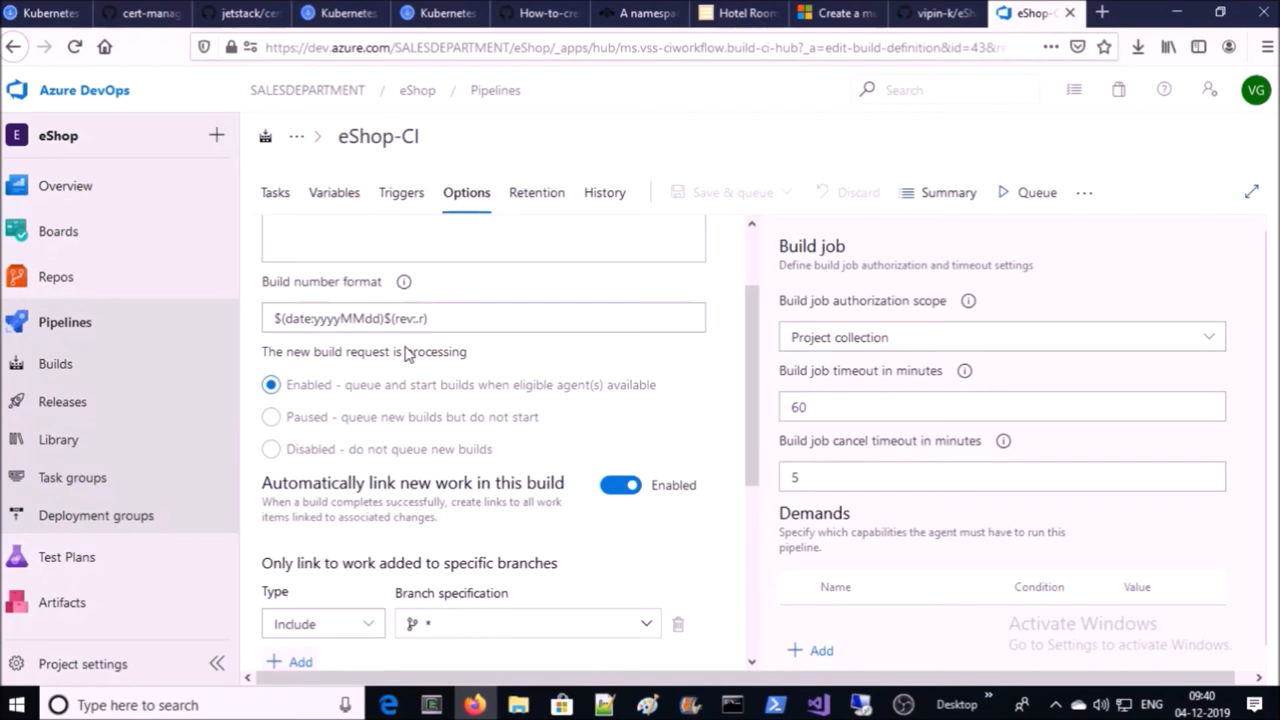 Kubernetes
cert-manag
jetstack/cer
Kubernetes
Kubernetes
How-to-cre
A namespa
Hotel Room
Create a mu
vipin-k/eSh
eShop-C
https://dev.azure.com/SALESDEPARTMENT/eShop/_apps/hub/ms.vss-ciworkflow.build-ci-hub?_a=edit-build-definition&id=43&r
Azure DevOps
SALESDEPARTMENT / eShop / Pipelines
Search
VG
E eShop
eShop-CI
Overview
Boards
Repos
Pipelines
Builds
Releases
Library
Task groups
Deployment groups
Test Plans
Artifacts
Project settings
Tasks Variables Triggers Options Retention History
Save & queue Discard Summary Queue
Build number format
$(date:yyyyMMdd)$(rev:.r)
The new build request is processing
Enabled - queue and start builds when eligible agent(s) available
Paused - queue new builds but do not start
Disabled - do not queue new builds
Automatically link new work in this build
Enabled
When a build completes successfully, create links to all work
items linked to associated changes.
Only link to work added to specific branches
Type Branch specification
Include *
Add
Build job
Define build job authorization and timeout settings
Build job authorization scope
Project collection
Build job timeout in minutes
60
Build job cancel timeout in minutes
5
Demands
Specify which capabilities the agent must have to run this
pipeline.
Name Condition Value
Add
Activate Windows
Go to Settings to activate Windows.
Type here to search
Desktop
ENG
09:40
04-12-2019